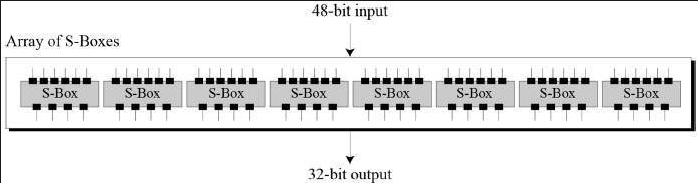 48-bit input
Array of S-Boxes
S-Box S-Box S-Box S-Box S-Box S-Box S-Box S-Box
32-bit output